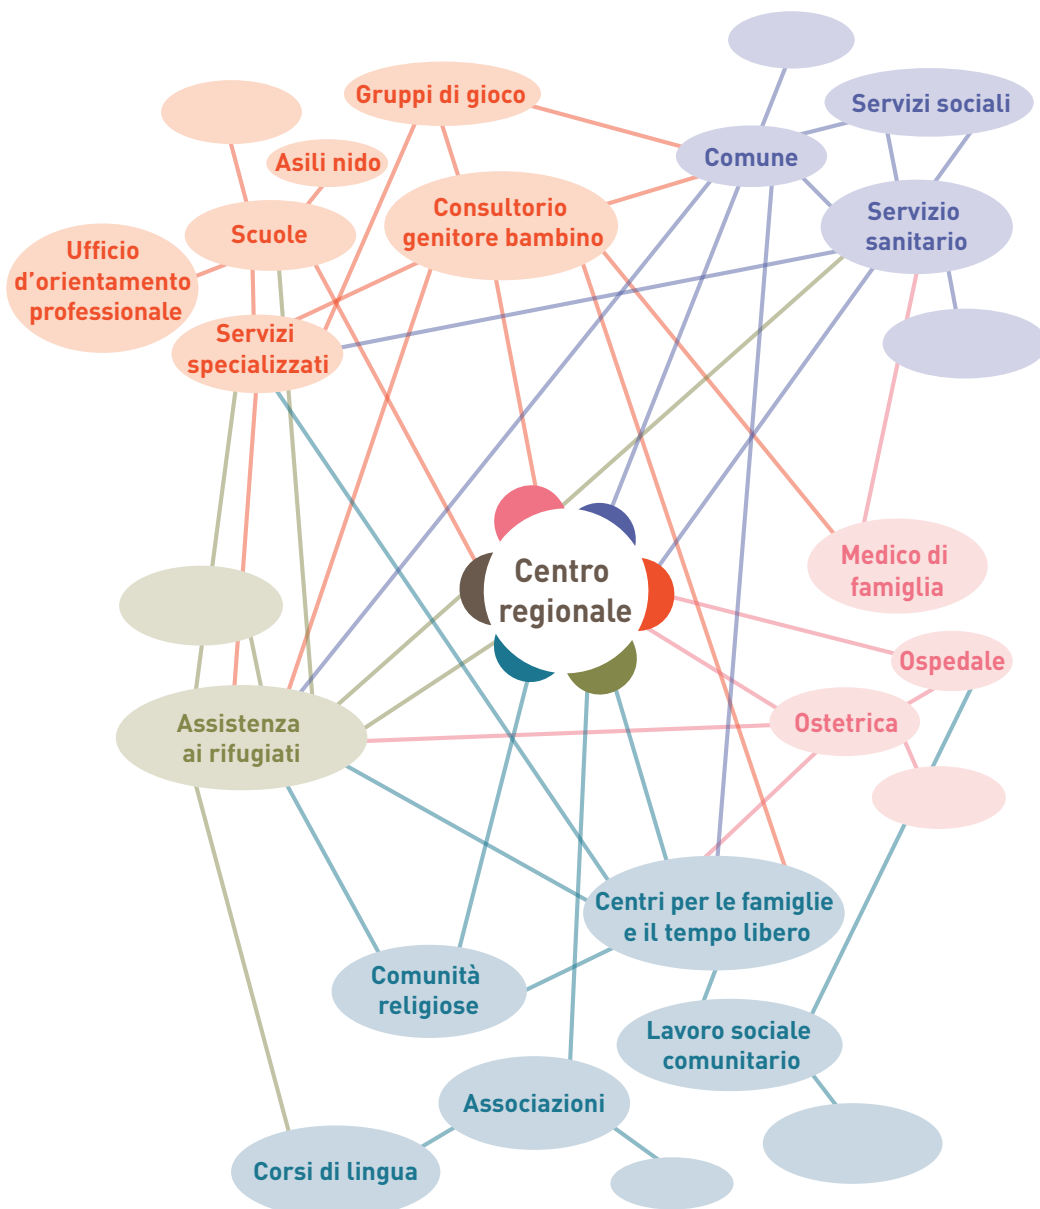 Gruppi di gioco
Servizi sociali
Comune
Asili nido
Consultorio
genitore bambino
Servizio
sanitario
Scuole
Ufficio
d'orientamento
professionale
Servizi
specializzati
Centro
regionale
Medico di
famiglia
Ospedale
Ostetrica
Assistenza
ai rifugiati
Centri per le famiglie
e il tempo libero
Comunità
religiose
Lavoro sociale
comunitario
Associazioni
Corsi di lingua